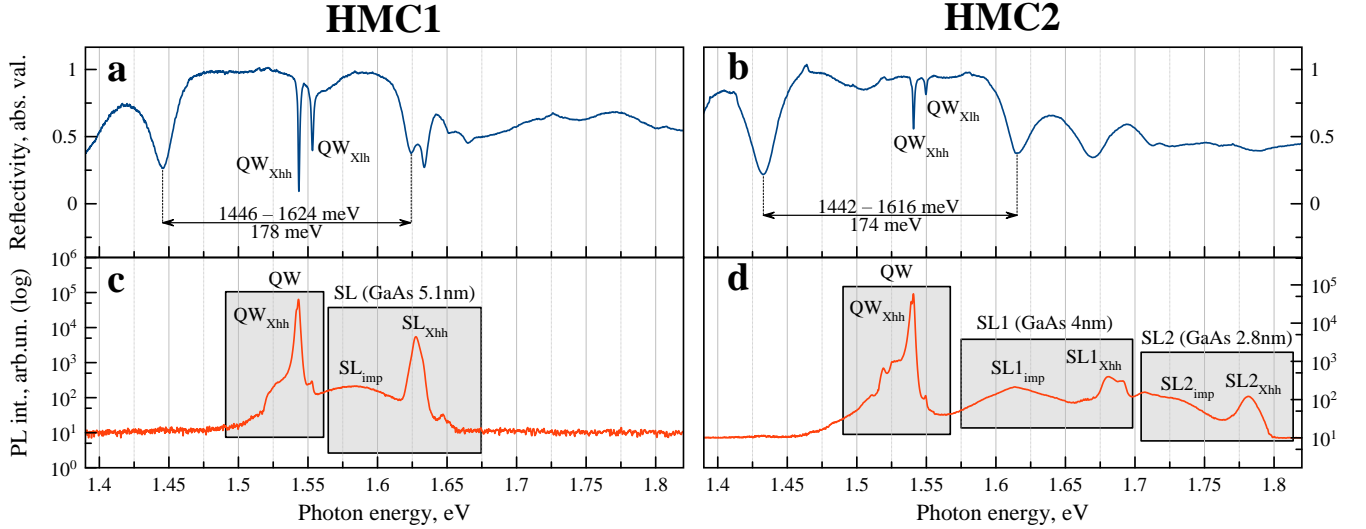 HMC1
HMC2
a
b
Reflectivity, abs. val.
1
0.5
0
QW_Xhh
QW_Xlh
1446 – 1624 meV
178 meV
QW_Xhh
QW_Xlh
1442 – 1616 meV
174 meV
1
0.5
0
c
d
PL int., arb.un. (log)
10^6
10^5
10^4
10^3
10^2
10^1
10^0
QW
QW_Xhh
SL (GaAs 5.1nm)
SL_Xhh
SL_imp
QW
QW_Xhh
SL1 (GaAs 4nm)
SL1_Xhh
SL1_imp
SL2 (GaAs 2.8nm)
SL2_Xhh
SL2_imp
10^5
10^4
10^3
10^2
10^1
1.4 1.45 1.5 1.55 1.6 1.65 1.7 1.75 1.8
1.4 1.45 1.5 1.55 1.6 1.65 1.7 1.75 1.8
Photon energy, eV
Photon energy, eV